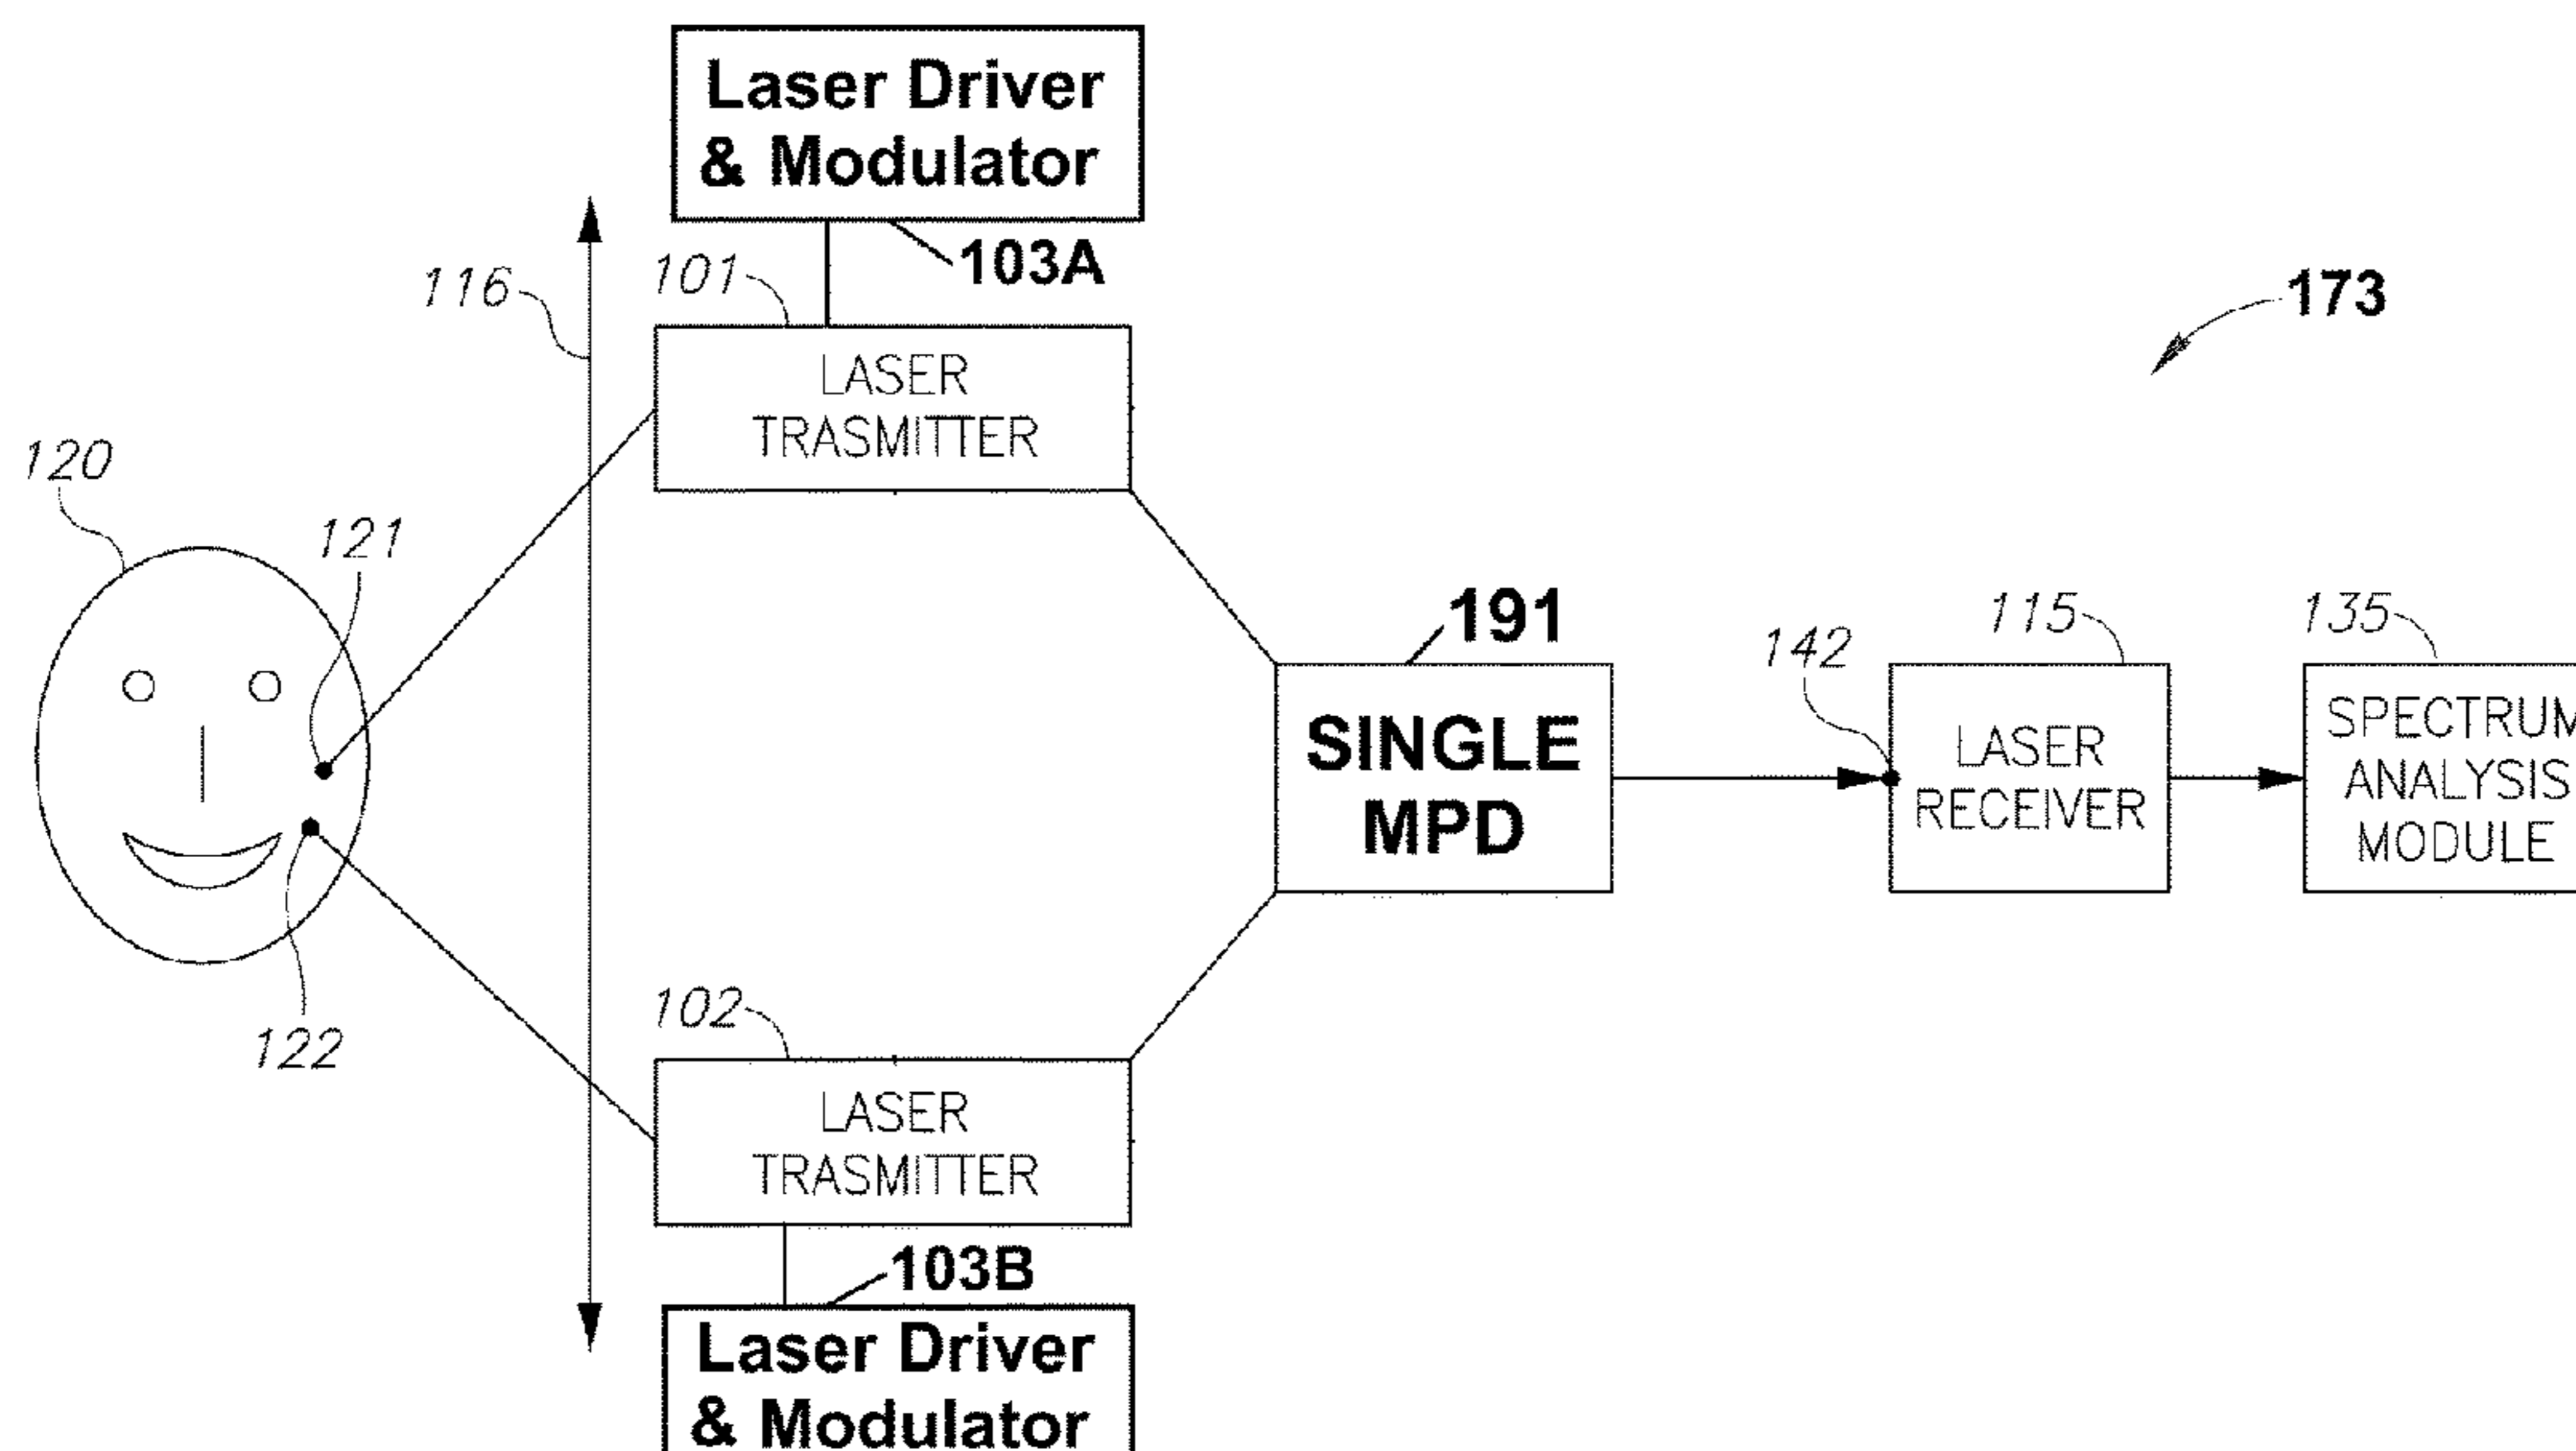 Laser Driver
& Modulator
103A
101
116
173
LASER
TRASMITTER
120
121
191
142
115
135
SINGLE
MPD
LASER
RECEIVER
SPECTRUM
ANALYSIS
MODULE
122
102
LASER
TRASMITTER
103B
Laser Driver
& Modulator